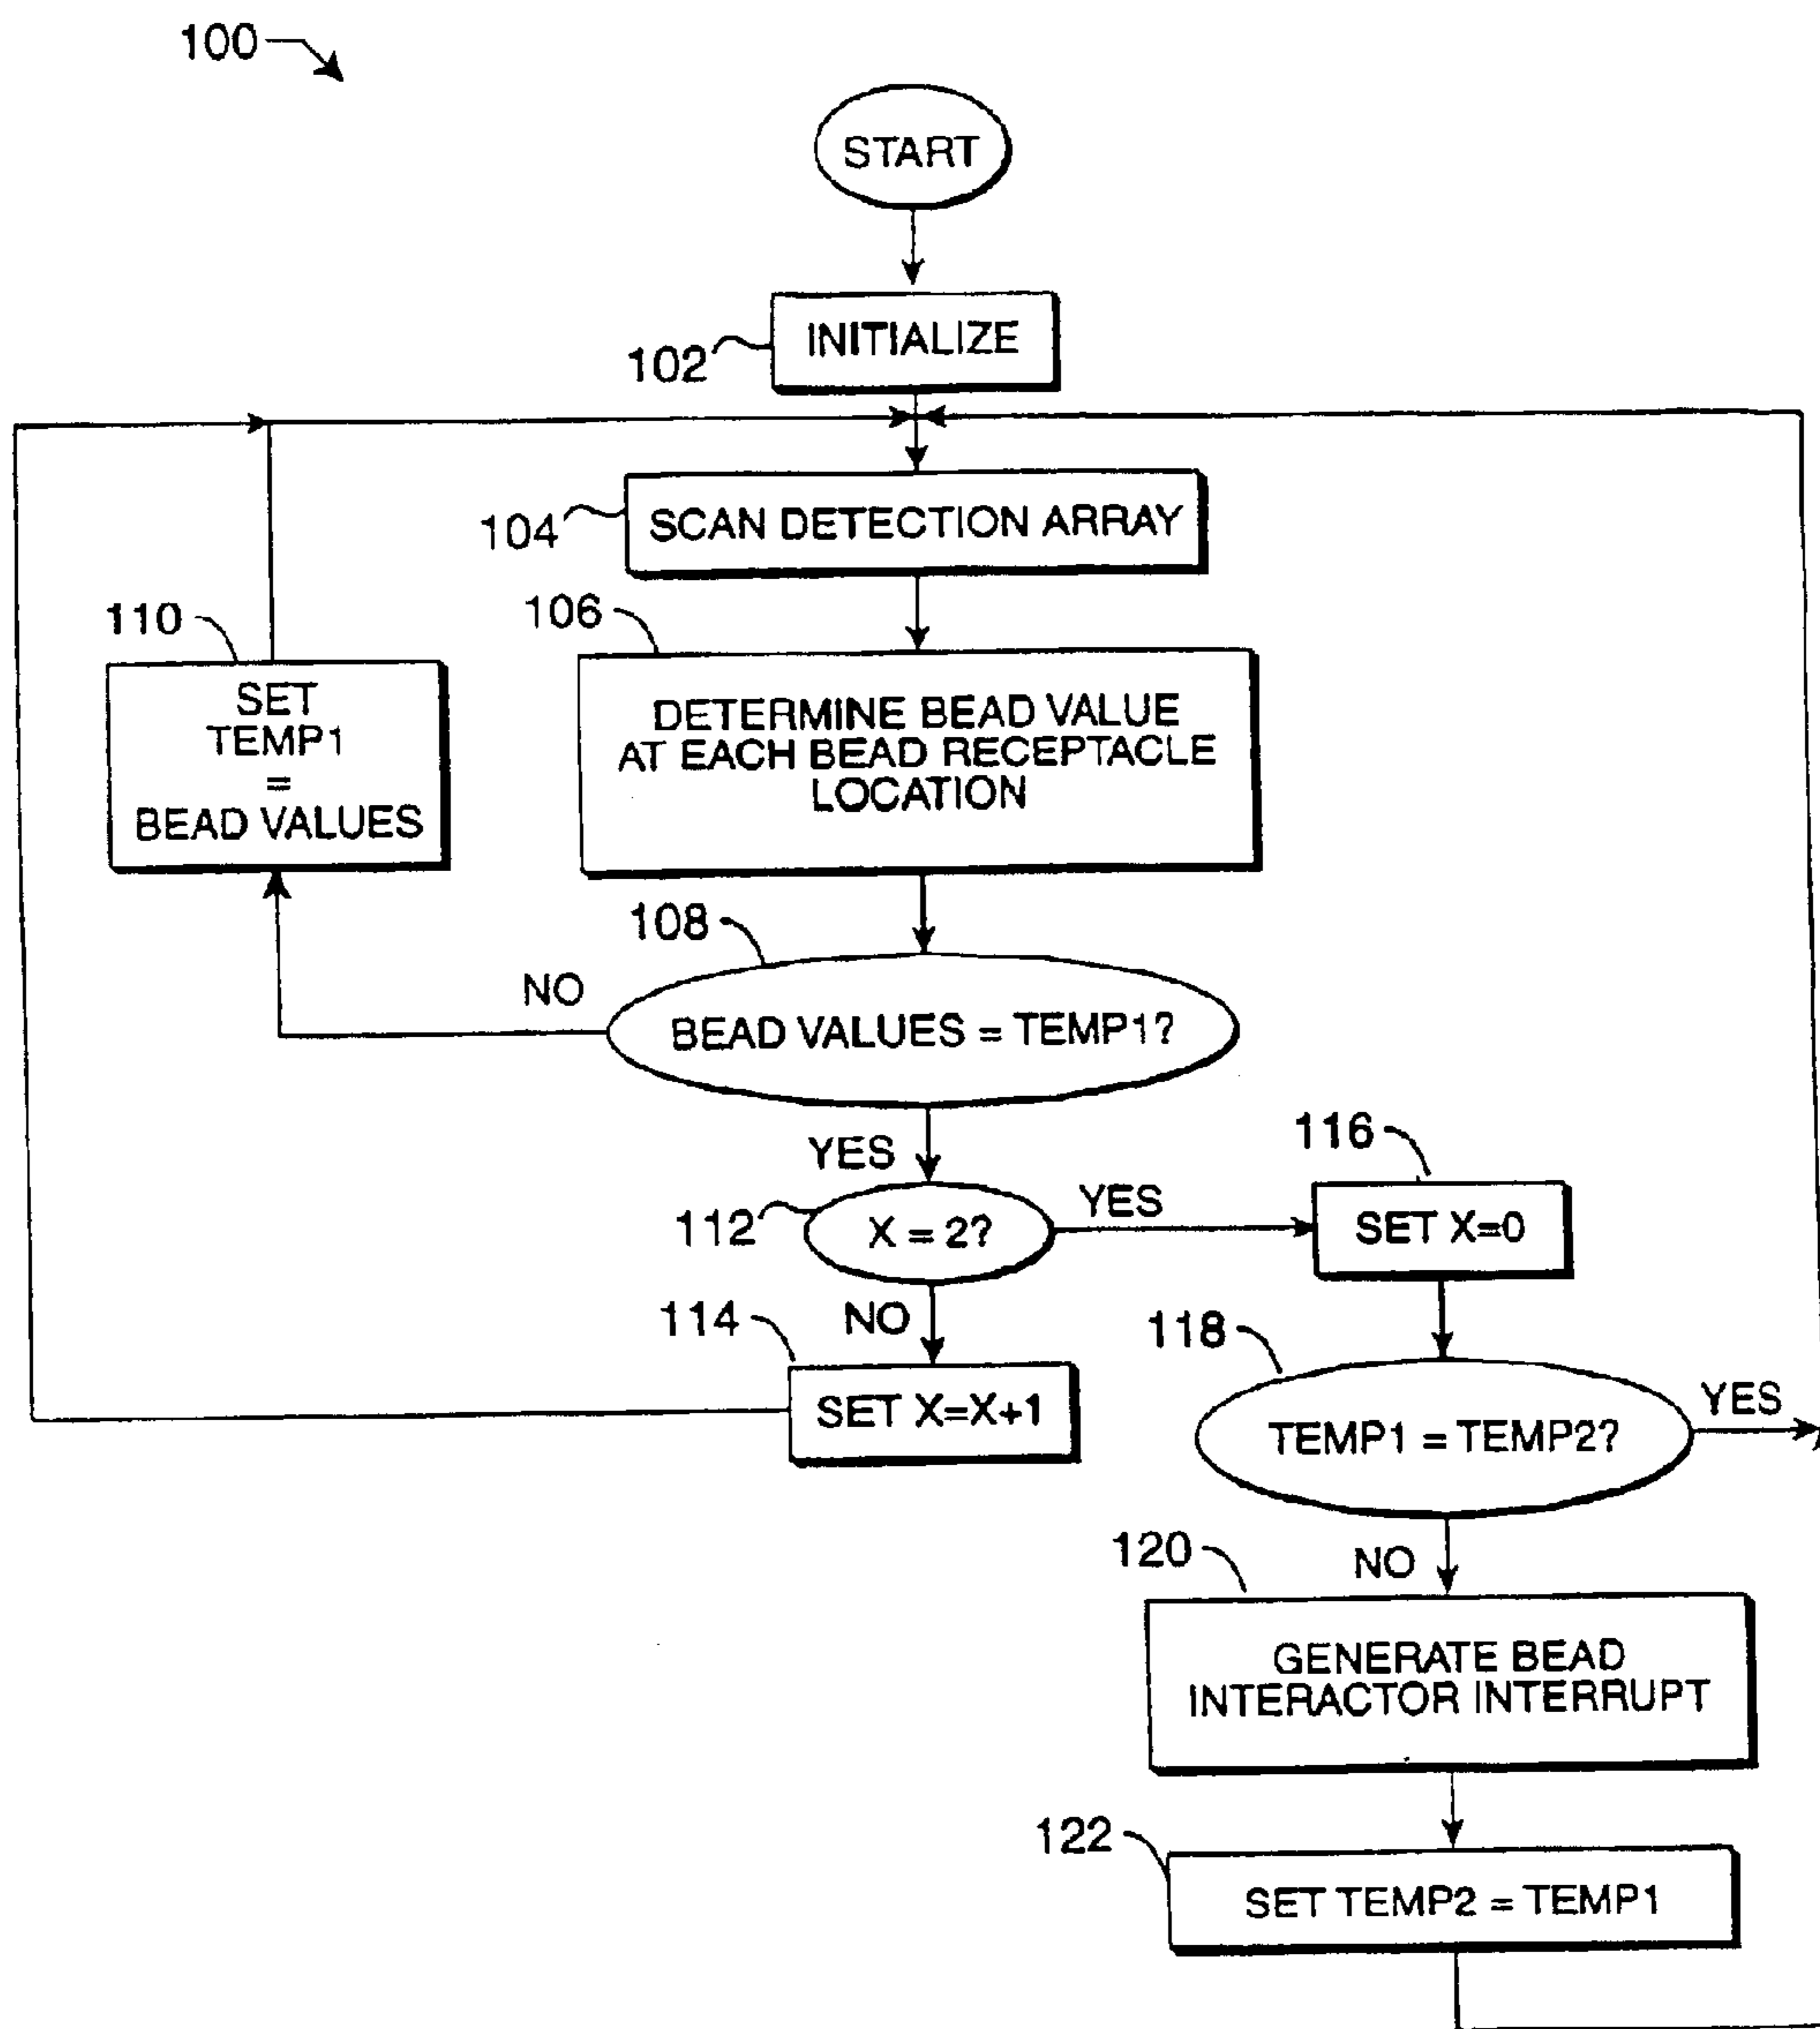 100
START
102
INITIALIZE
104
SCAN DETECTION ARRAY
106
DETERMINE BEAD VALUE
AT EACH BEAD RECEPTACLE
LOCATION
110
SET
TEMP1
=
BEAD VALUES
108
NO
BEAD VALUES = TEMP1?
YES
112
X = 2?
YES
116
SET X=0
NO
114
SET X=X+1
118
TEMP1 = TEMP2?
YES
NO
120
GENERATE BEAD
INTERACTOR INTERRUPT
122
SET TEMP2 = TEMP1